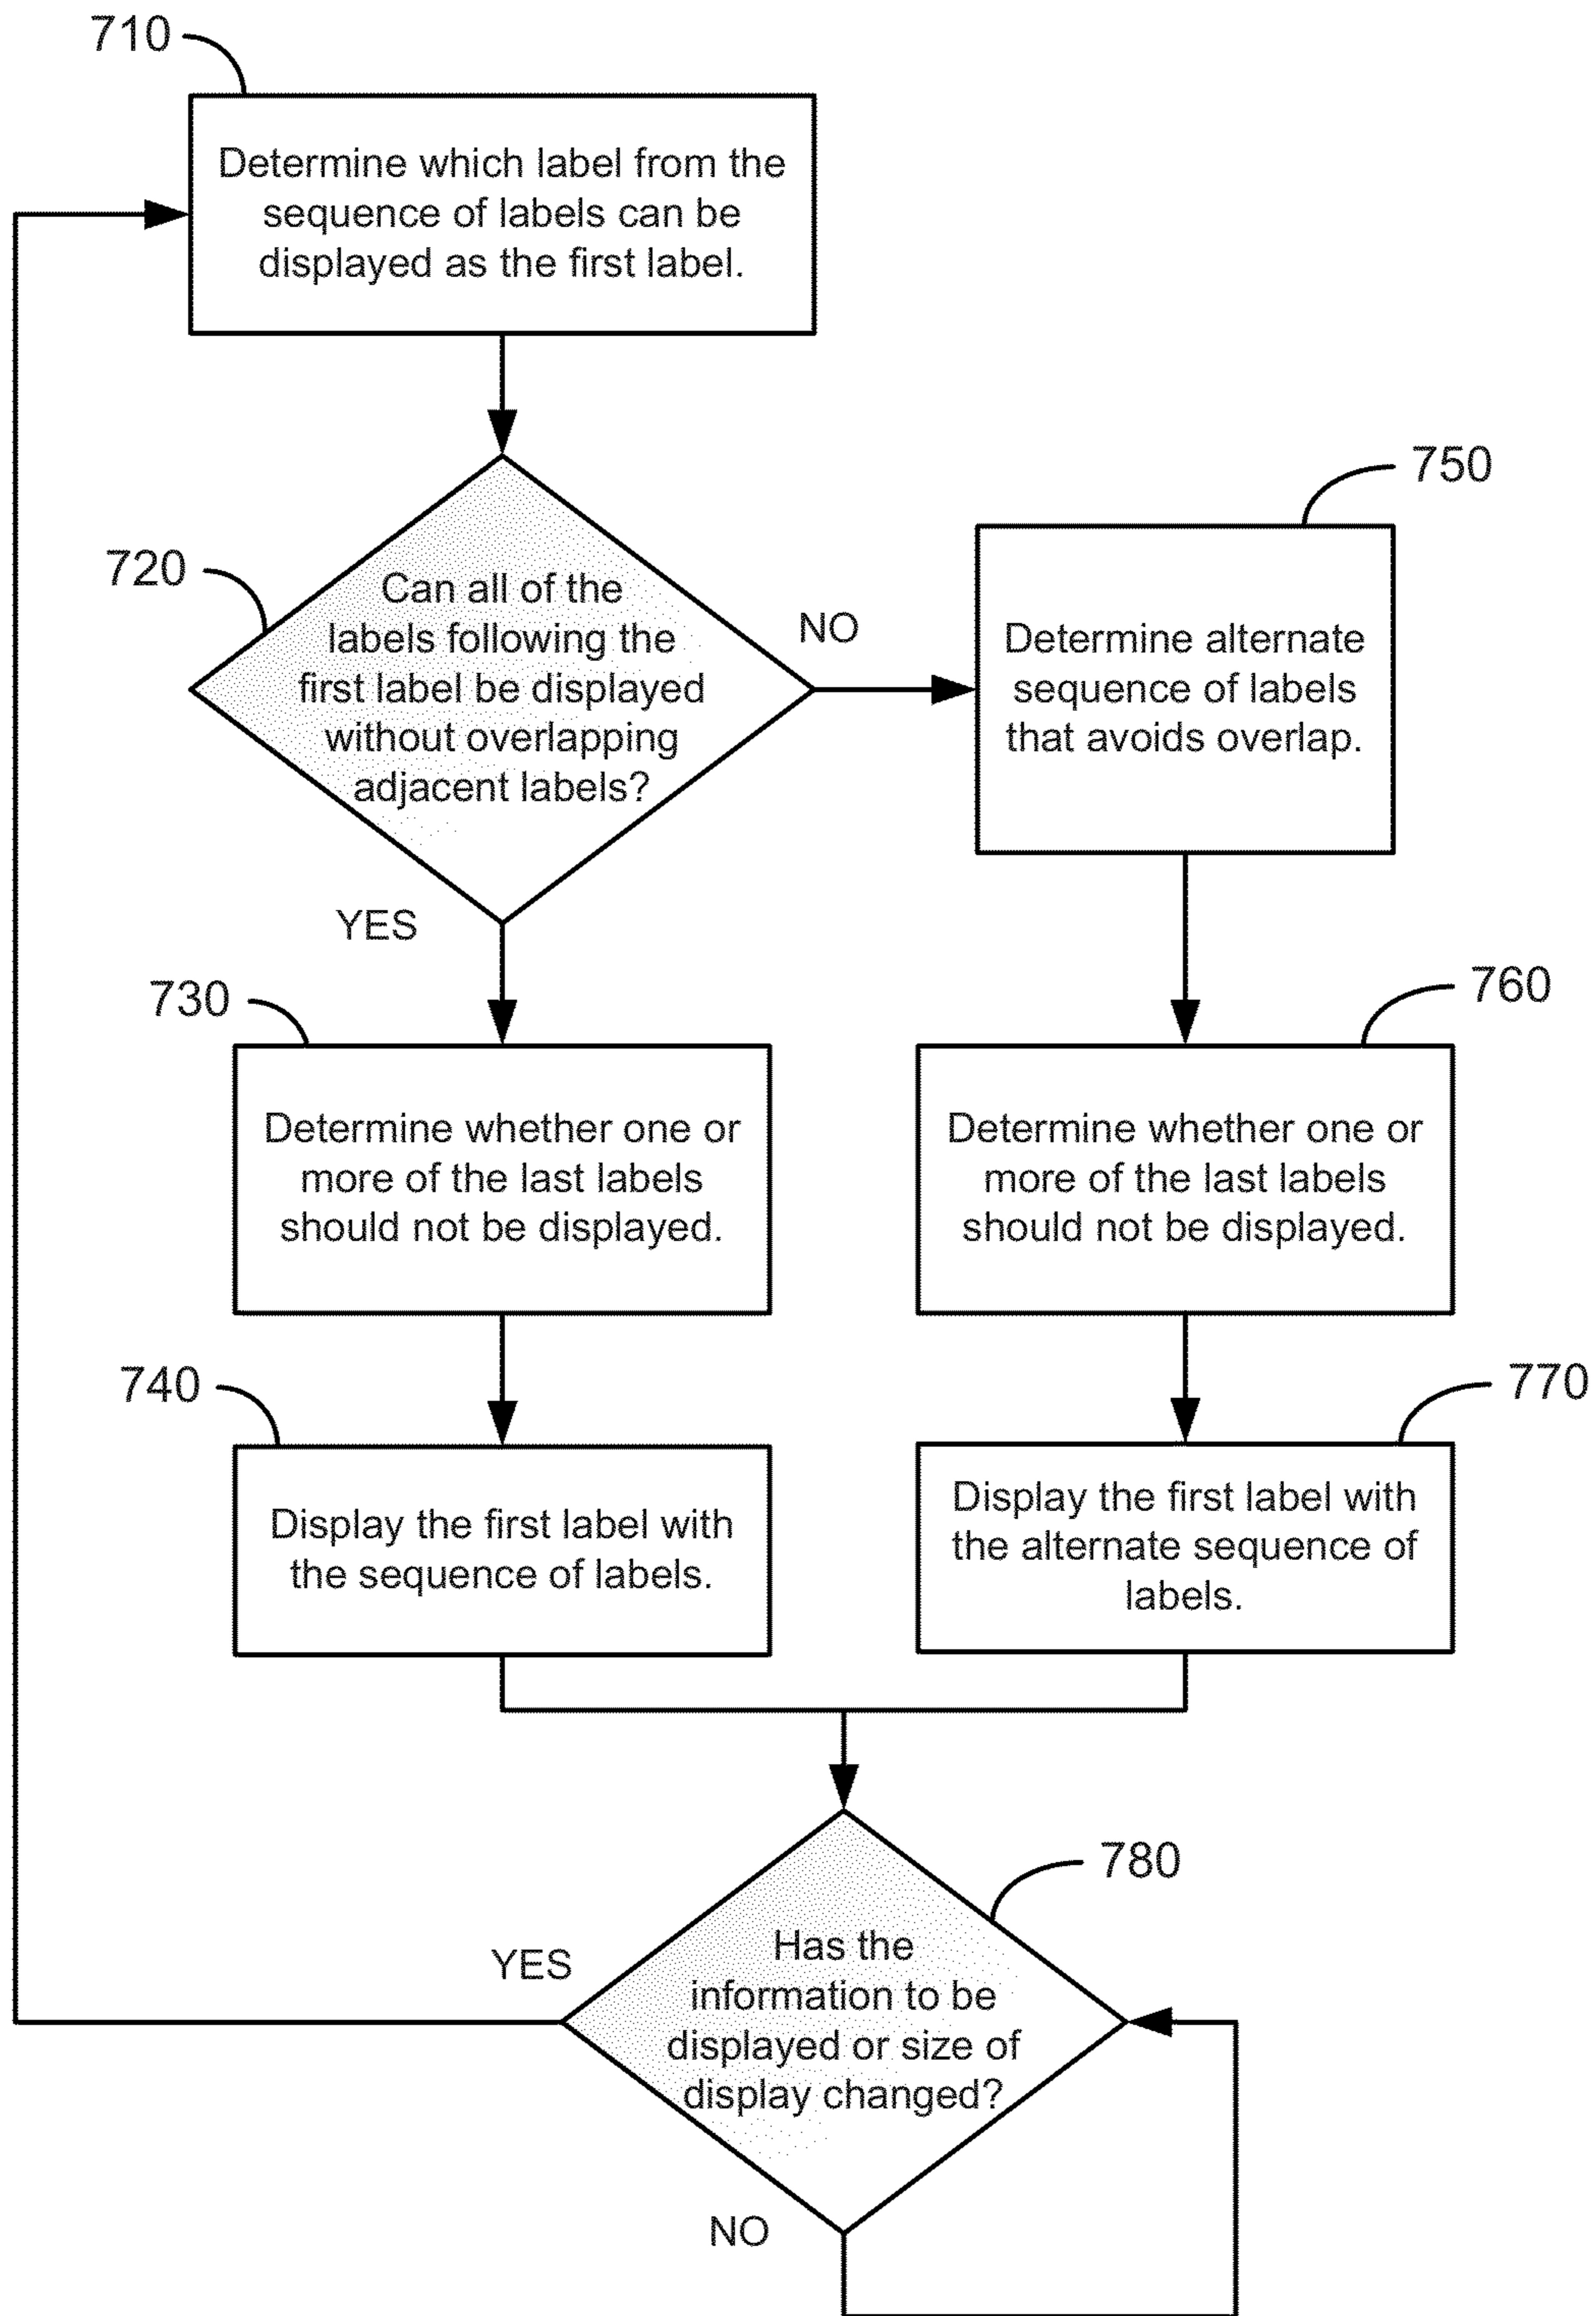 710
Determine which label from the
sequence of labels can be
displayed as the first label.
720
Can all of the
labels following the
first label be displayed
without overlapping
adjacent labels?
NO
YES
750
Determine alternate
sequence of labels
that avoids overlap.
730
Determine whether one or
more of the last labels
should not be displayed.
760
Determine whether one or
more of the last labels
should not be displayed.
740
Display the first label with
the sequence of labels.
770
Display the first label with
the alternate sequence of
labels.
780
Has the
information to be
displayed or size of
display changed?
YES
NO